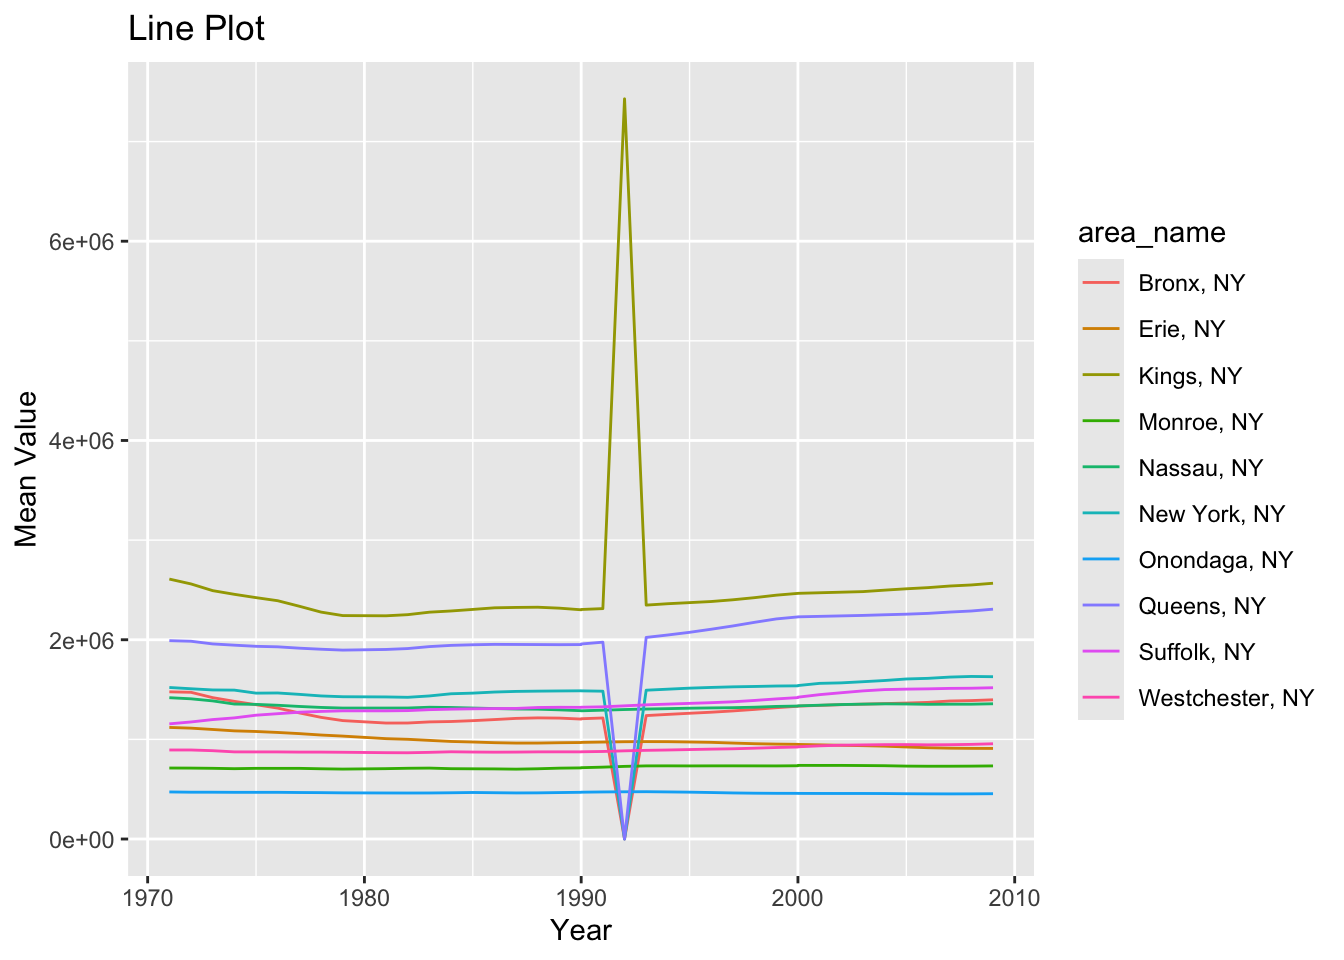 Line Plot
Mean Value
6e+06
4e+06
2e+06
0e+00
1970 1980 1990 2000 2010
Year
area_name
Bronx, NY
Erie, NY
Kings, NY
Monroe, NY
Nassau, NY
New York, NY
Onondaga, NY
Queens, NY
Suffolk, NY
Westchester, NY